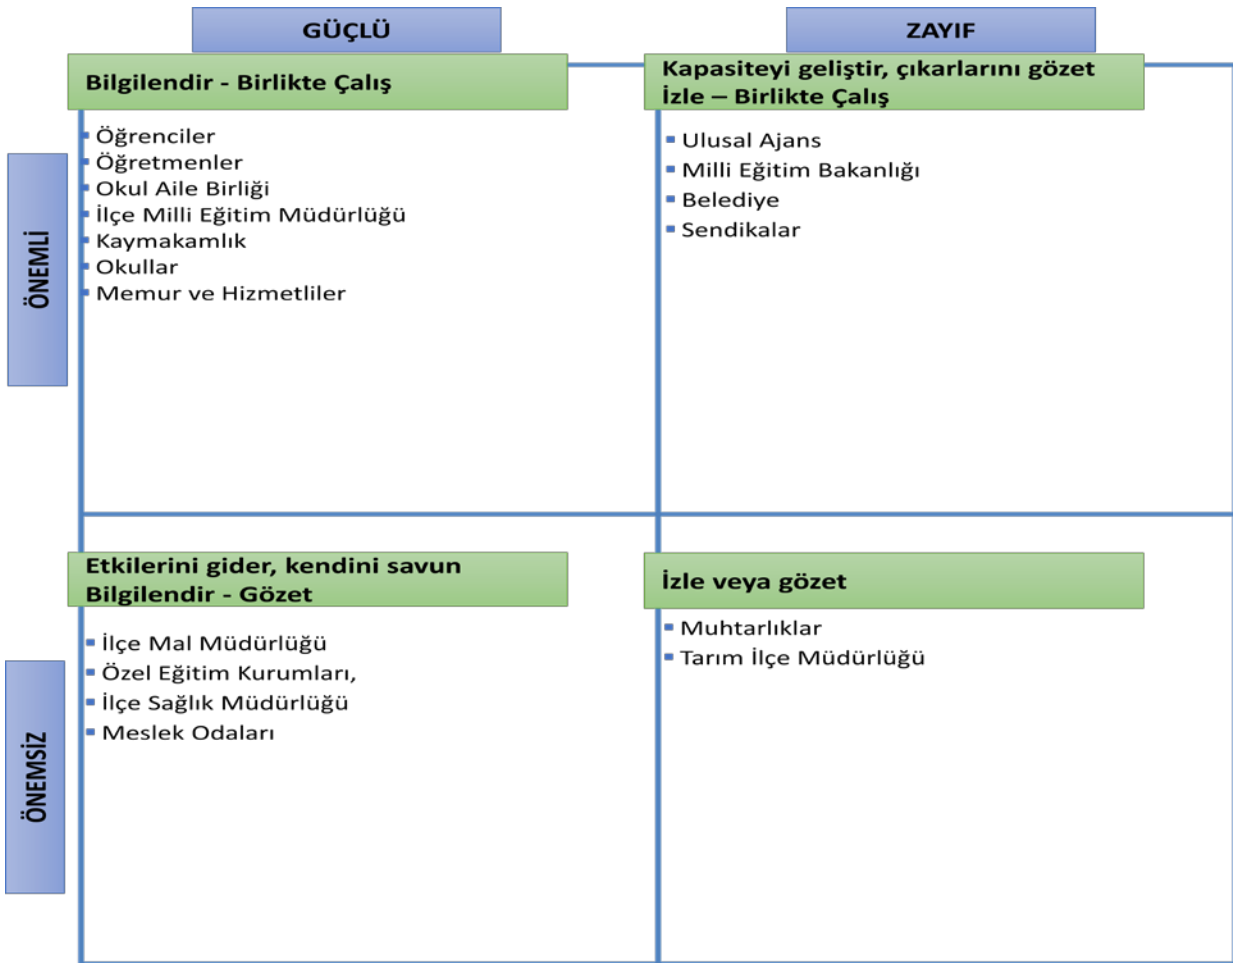 GÜÇLÜ
ZAYIF
ÖNEMLİ
Bilgilendir - Birlikte Çalış
Öğrenciler
Öğretmenler
Okul Aile Birliği
İlçe Milli Eğitim Müdürlüğü
Kaymakamlık
Okullar
Memur ve Hizmetliler
Kapasiteyi geliştir, çıkarlarını gözet
İzle – Birlikte Çalış
Ulusal Ajans
Milli Eğitim Bakanlığı
Belediye
Sendikalar
ÖNEMSİZ
Etkilerini gider, kendini savun
Bilgilendir - Gözet
İlçe Mal Müdürlüğü
Özel Eğitim Kurumları,
İlçe Sağlık Müdürlüğü
Meslek Odaları
İzle veya gözet
Muhtarlıklar
Tarım İlçe Müdürlüğü